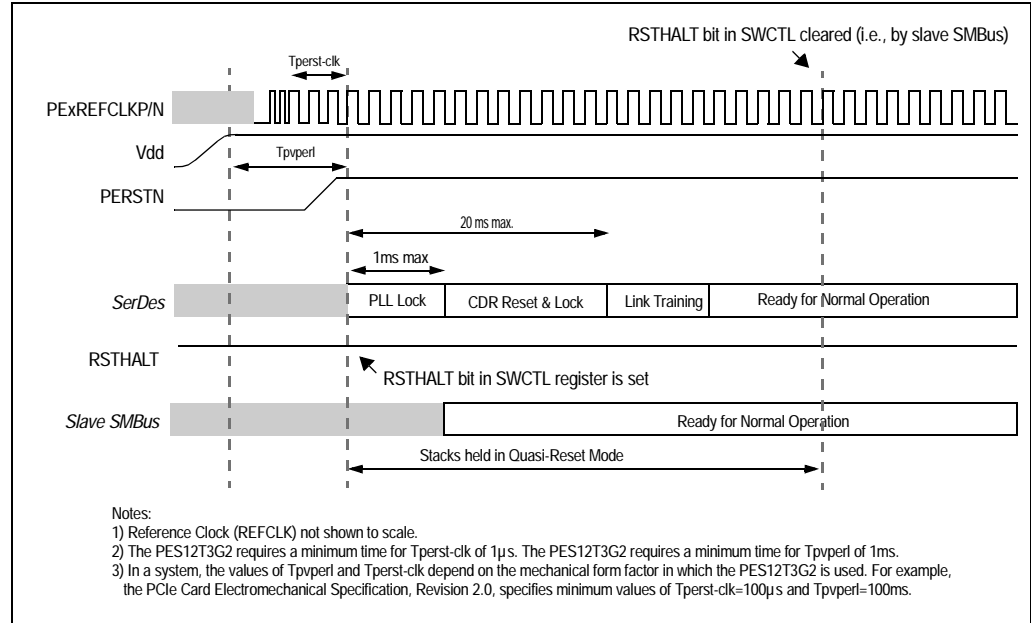 RSTHALT bit in SWCTL cleared (i.e., by slave SMBus)
Tperst-clk
PExREFCLKP/N
Vdd
Tpvperl
PERSTN
20 ms max.
1ms max
SerDes
PLL Lock
CDR Reset & Lock
Link Training
Ready for Normal Operation
RSTHALT
RSTHALT bit in SWCTL register is set
Slave SMBus
Ready for Normal Operation
Stacks held in Quasi-Reset Mode
Notes:
1) Reference Clock (REFCLK) not shown to scale.
2) The PES12T3G2 requires a minimum time for Tperst-clk of 1µs. The PES12T3G2 requires a minimum time for Tpvperl of 1ms.
3) In a system, the values of Tpvperl and Tperst-clk depend on the mechanical form factor in which the PES12T3G2 is used. For example,
the PCIe Card Electromechanical Specification, Revision 2.0, specifies minimum values of Tperst-clk=100µs and Tpvperl=100ms.